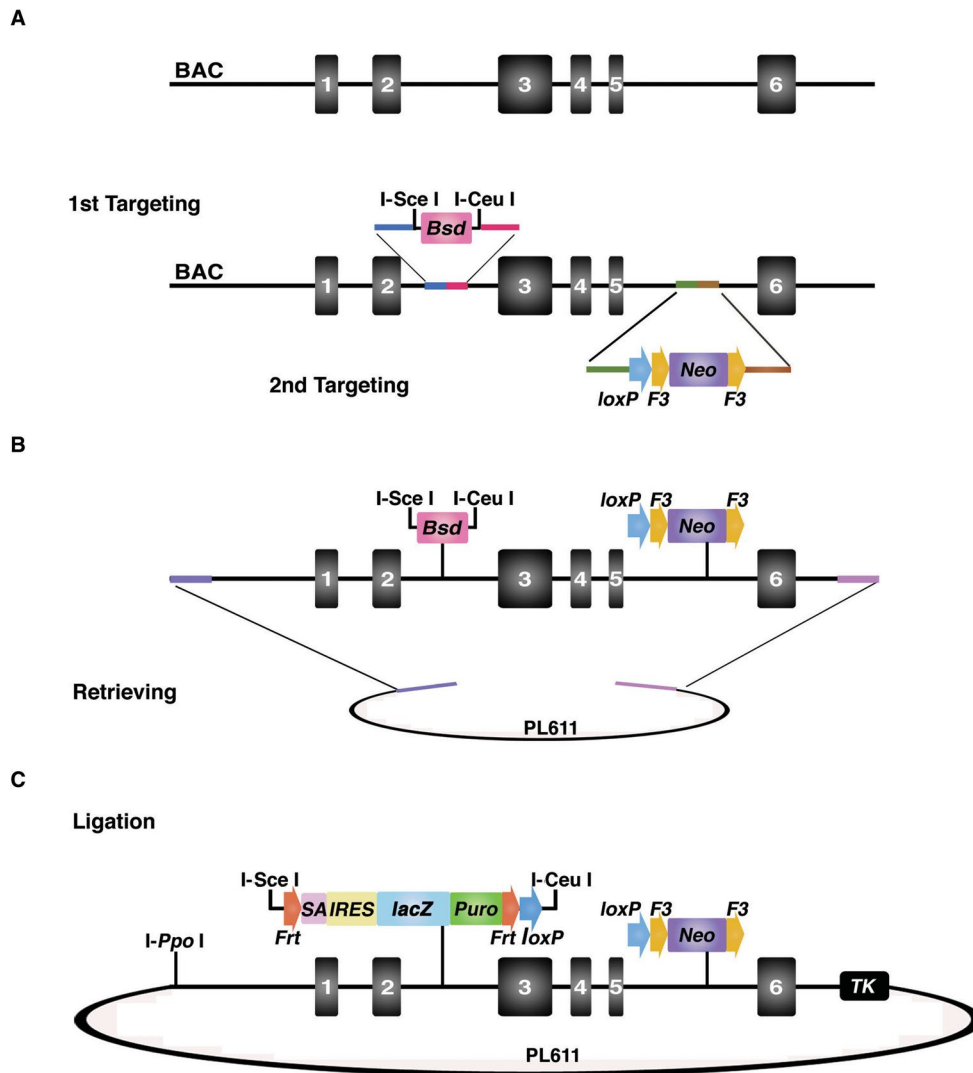 A
BAC
1 2 3 4 5 6
1st Targeting
I-Sce I I-Ceu I
Bsd
BAC
1 2 3 4 5 6
2nd Targeting
Neo
loxP F3 F3
B
I-Sce I I-Ceu I
Bsd
loxP F3 F3
Neo
1 2 3 4 5 6
Retrieving
PL611
C
Ligation
I-Sce I I-Ceu I
SA IRES lacZ Puro
Frt Frt loxP
loxP F3 F3
Neo
I-Ppo I
1 2 3 4 5 6
TK
PL611